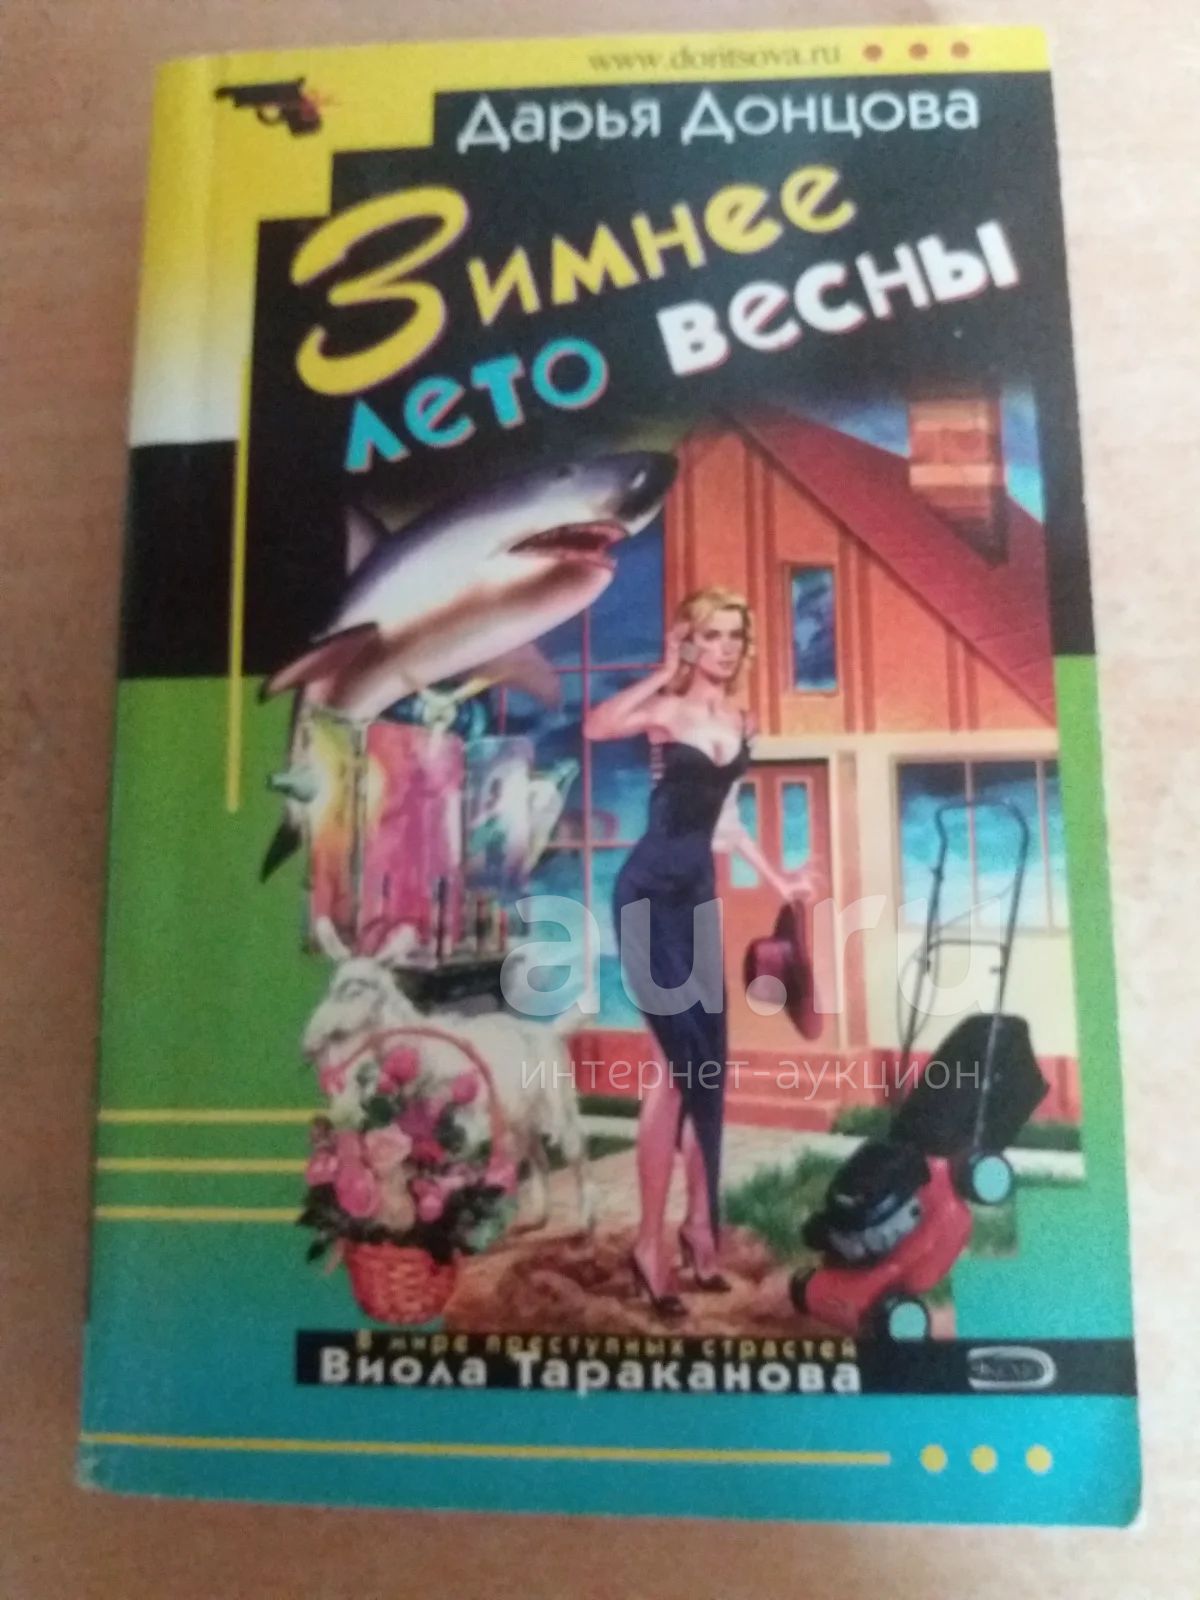 www.dontsova.ru
Дарья Донцова
Зимнее
лето весны
au.ru
интернет-аукцион
В мире преступных страстей
Виола Тараканова